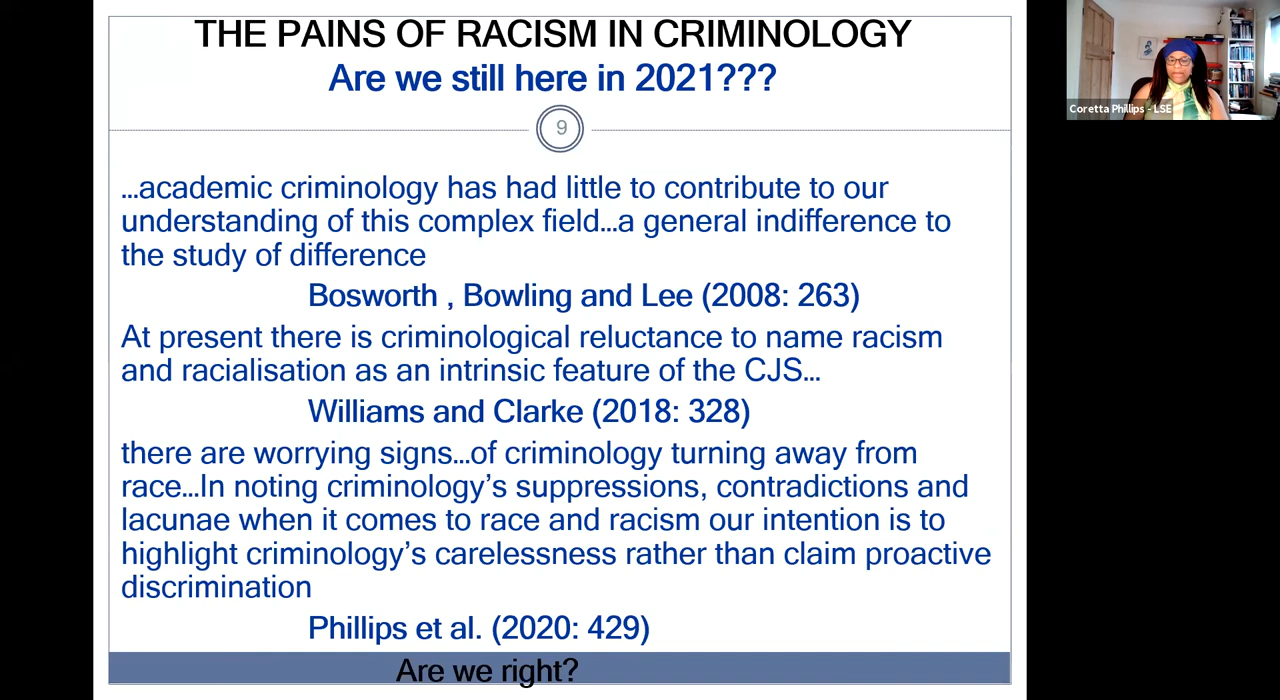 THE PAINS OF RACISM IN CRIMINOLOGY
Are we still here in 2021???
9
…academic criminology has had little to contribute to our
understanding of this complex field…a general indifference to
the study of difference
Bosworth , Bowling and Lee (2008: 263)
At present there is criminological reluctance to name racism
and racialisation as an intrinsic feature of the CJS…
Williams and Clarke (2018: 328)
there are worrying signs…of criminology turning away from
race…In noting criminology’s suppressions, contradictions and
lacunae when it comes to race and racism our intention is to
highlight criminology’s carelessness rather than claim proactive
discrimination
Phillips et al. (2020: 429)
Are we right?
Coretta Phillips - LSE